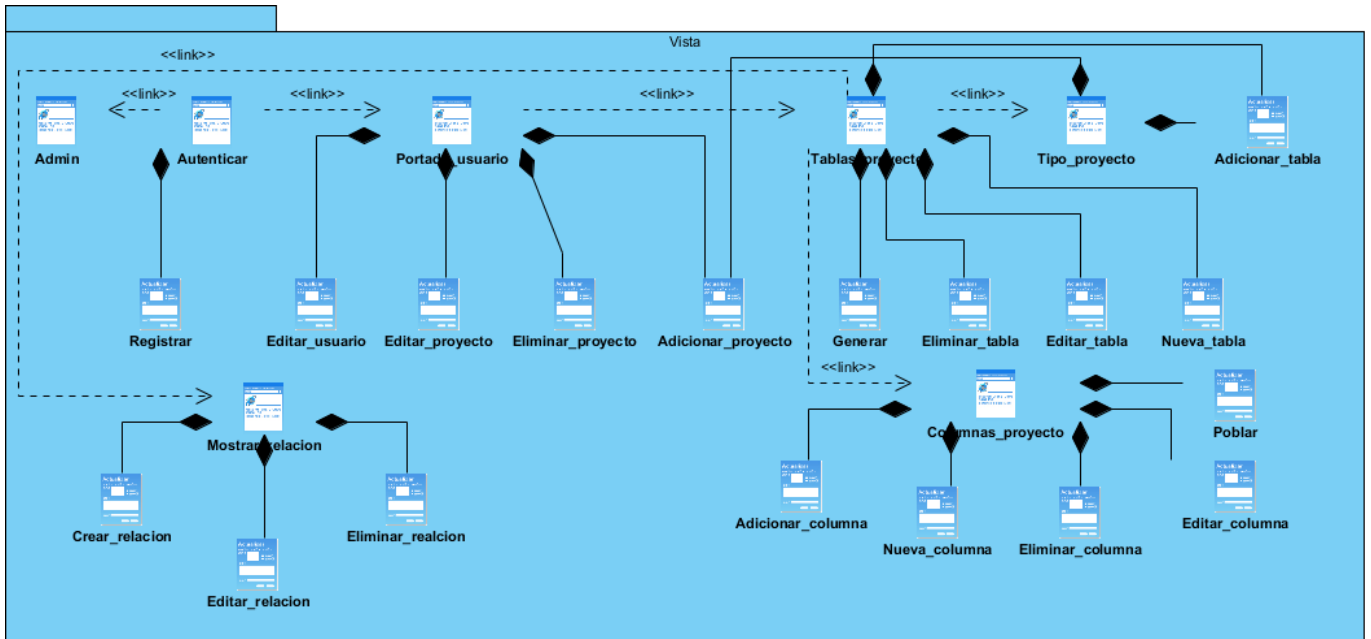 Vista
<<link>>
<<link>>
<<link>>
<<link>>
<<link>>
Admin
Autenticar
Portada_usuario
Tablas_proyecto
Tipo_proyecto
Adicionar_tabla
Registrar
Editar_usuario
Editar_proyecto
Eliminar_proyecto
Adicionar_proyecto
Generar
Eliminar_tabla
Editar_tabla
Nueva_tabla
<<link>>
Mostrar_relacion
Columnas_proyecto
Poblar
Crear_relacion
Eliminar_realcion
Adicionar_columna
Nueva_columna
Eliminar_columna
Editar_columna
Editar_relacion